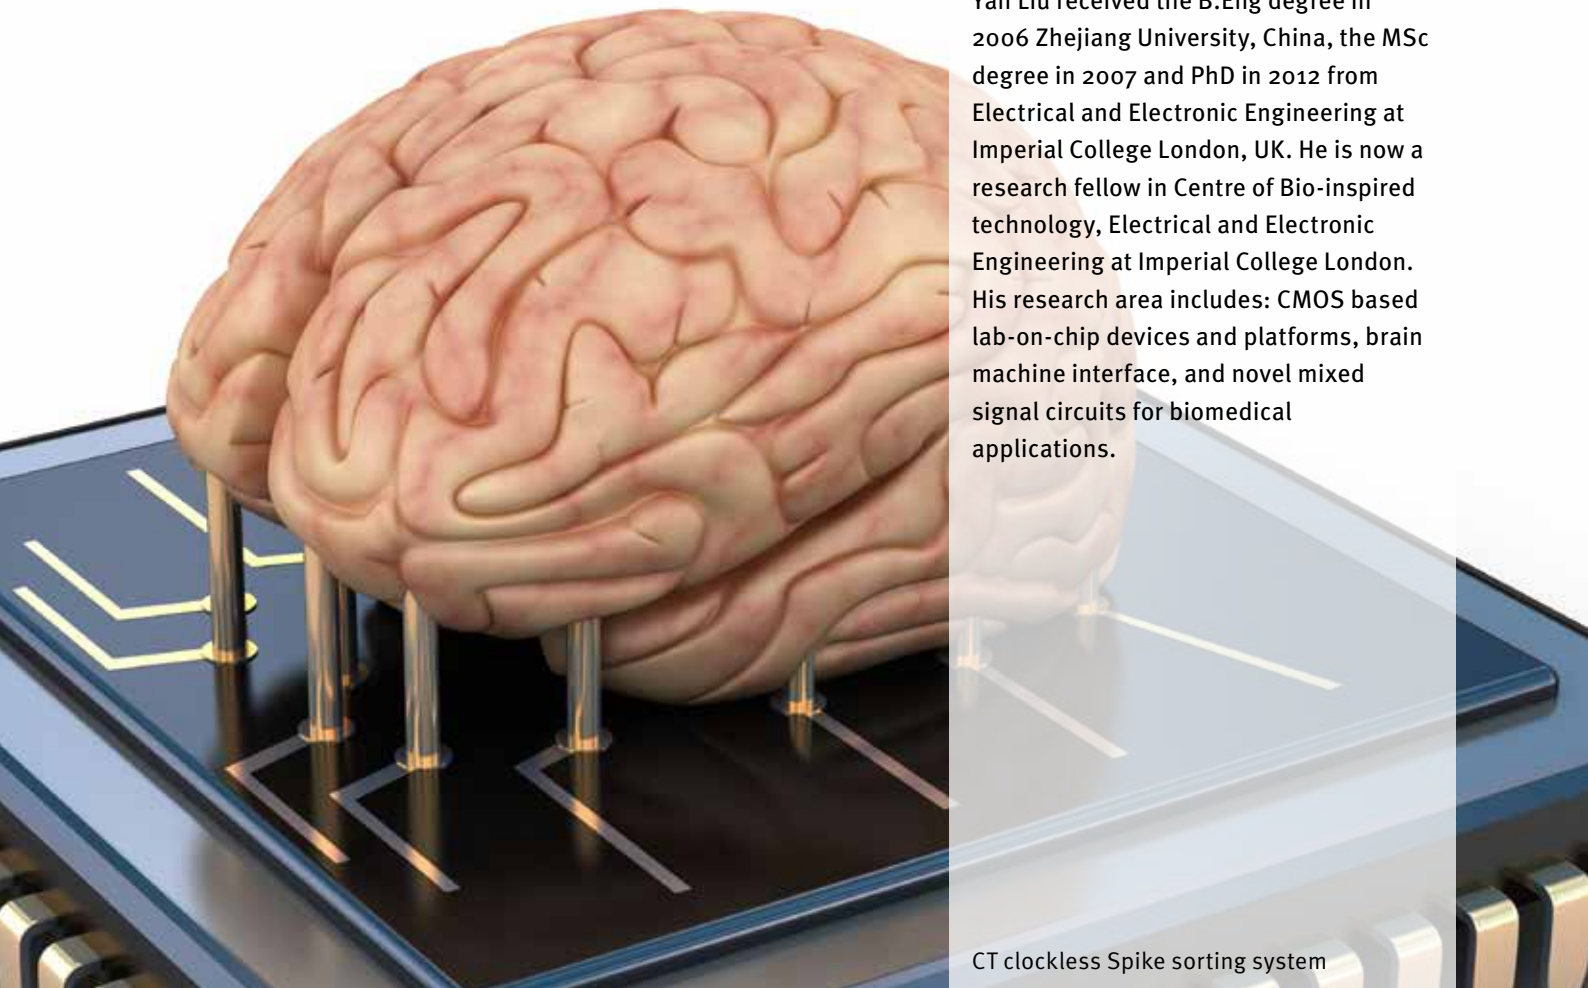 Yan Liu received the B.Eng degree in
2006 Zhejiang University, China, the MSc
degree in 2007 and PhD in 2012 from
Electrical and Electronic Engineering at
Imperial College London, UK. He is now a
research fellow in Centre of Bio-inspired
technology, Electrical and Electronic
Engineering at Imperial College London.
His research area includes: CMOS based
lab-on-chip devices and platforms, brain
machine interface, and novel mixed
signal circuits for biomedical
applications.
CT clockless Spike sorting system